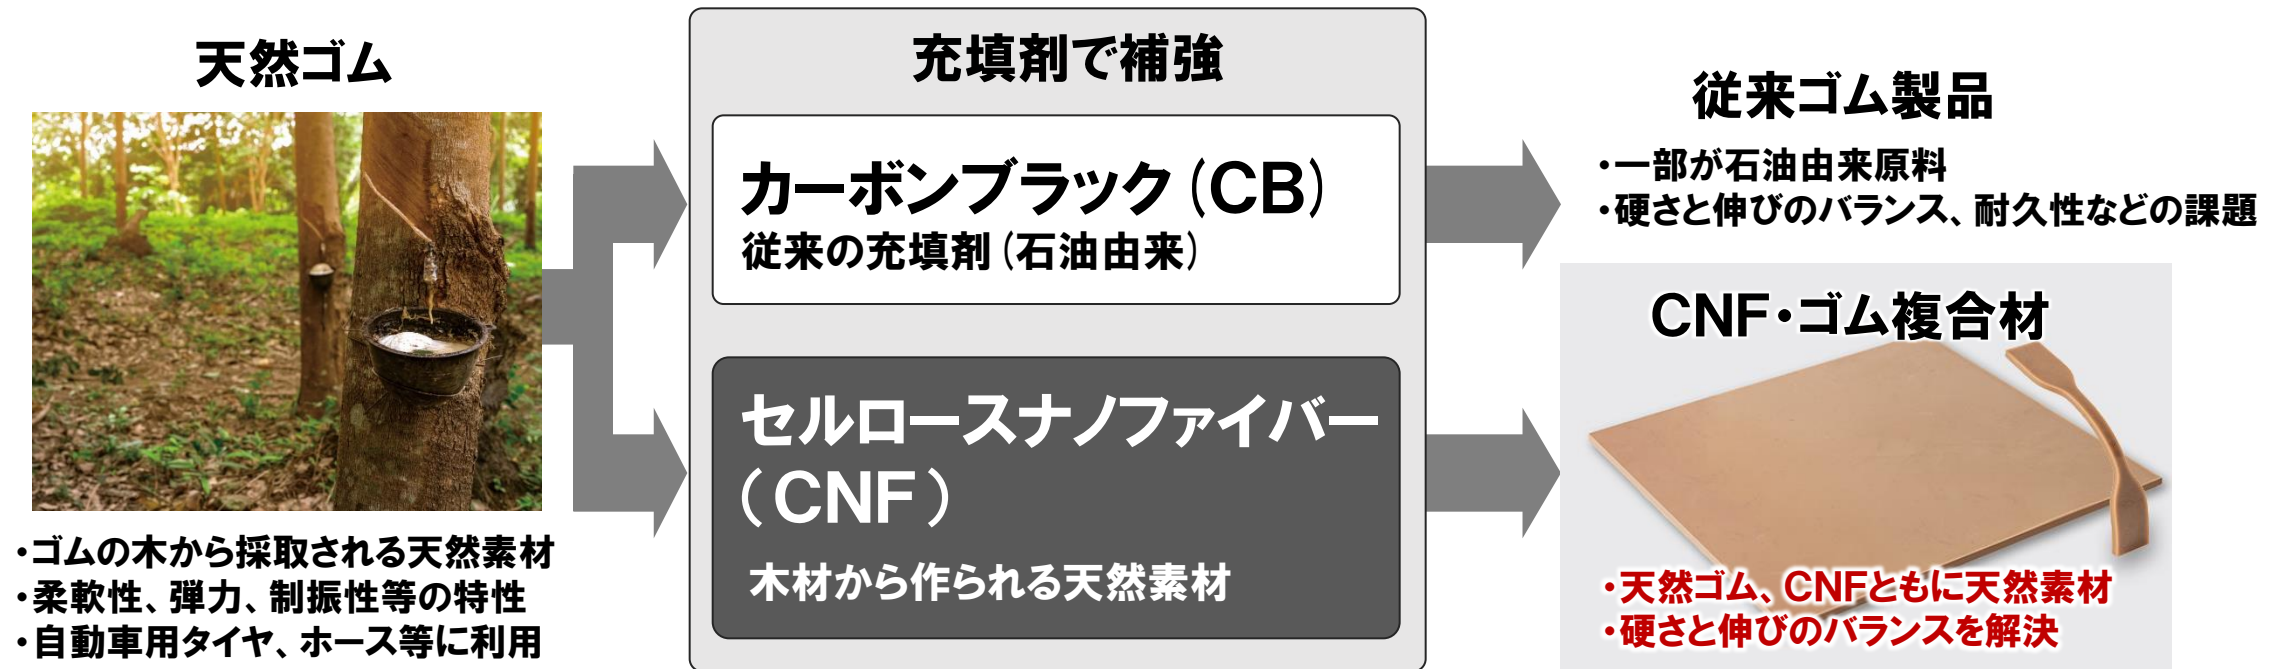 天然ゴム
・ゴムの木から採取される天然素材
・柔軟性、弾力、制振性等の特性
・自動車用タイヤ、ホース等に利用
充填剤で補強
カーボンブラック(CB)
従来の充填剤(石油由来)
セルロースナノファイバー
(CNF)
木材から作られる天然素材
従来ゴム製品
・一部が石油由来原料
・硬さと伸びのバランス、耐久性などの課題
CNF・ゴム複合材
・天然ゴム、CNFともに天然素材
・硬さと伸びのバランスを解決